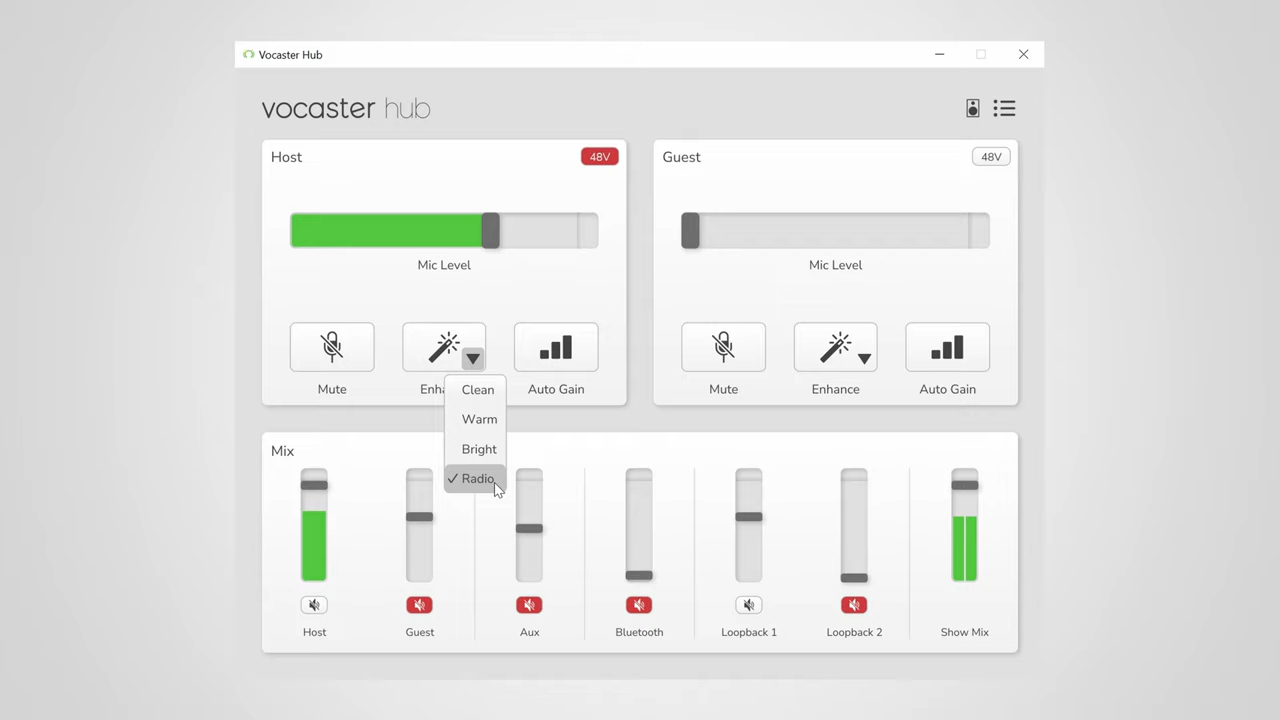 Vocaster Hub
vocaster hub
Host
48V
Mic Level
Mute
Enha
Auto Gain
Clean
Warm
Bright
Radio
Guest
48V
Mic Level
Mute
Enhance
Auto Gain
Mix
Host
Guest
Aux
Bluetooth
Loopback 1
Loopback 2
Show Mix